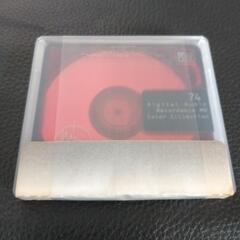 74
Digital Audio
Recordable MD
Color Collection